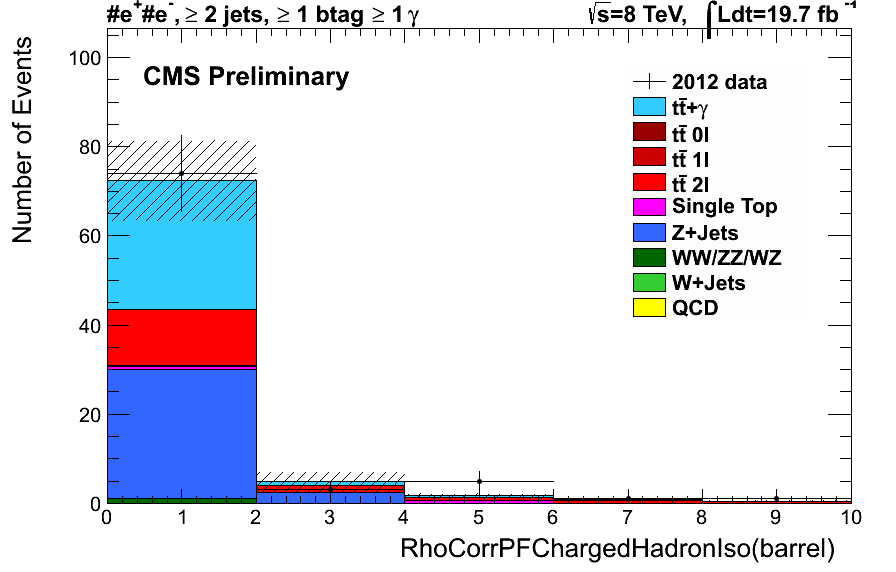 #e⁺#e⁻, ≥ 2 jets, ≥ 1 btag ≥ 1 γ
√s=8 TeV, ∫Ldt=19.7 fb⁻¹
CMS Preliminary
Number of Events
100
80
60
40
20
0
2012 data
tt̄+γ
tt̄ 0l
tt̄ 1l
tt̄ 2l
Single Top
Z+Jets
WW/ZZ/WZ
W+Jets
QCD
0 1 2 3 4 5 6 7 8 9 10
RhoCorrPFChargedHadronIso(barrel)